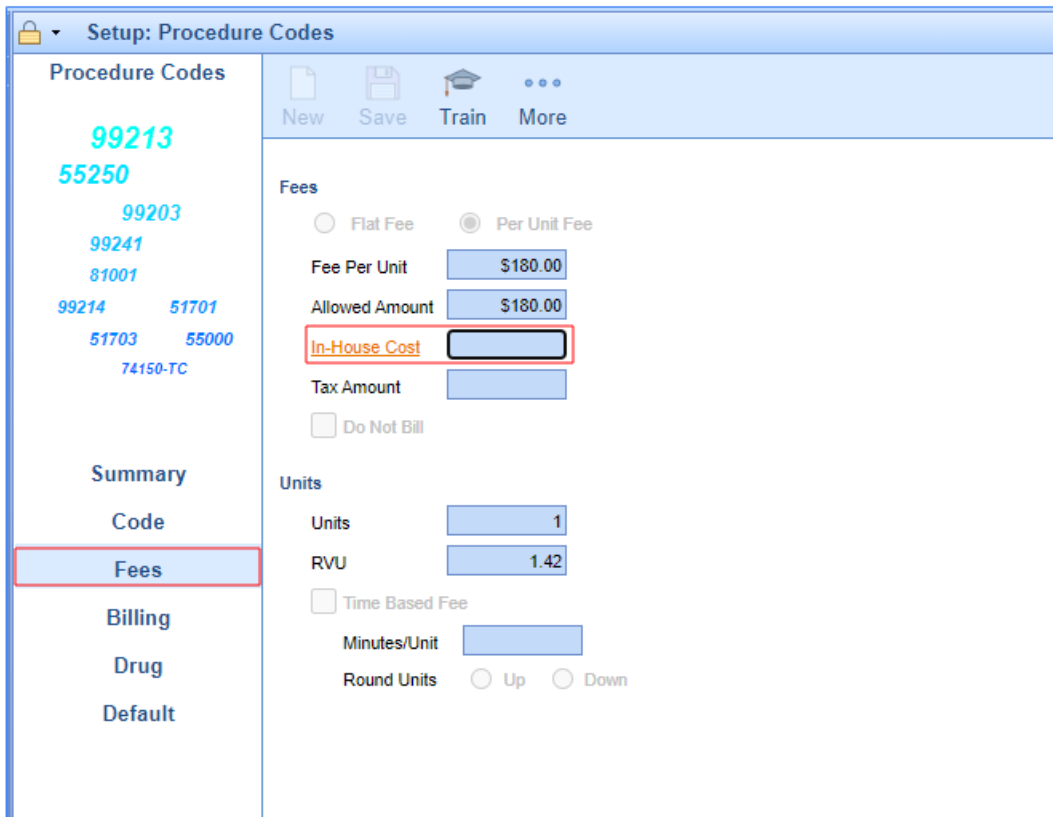 Setup: Procedure Codes
Procedure Codes
99213
55250
99203
99241
81001
99214 51701
51703 55000
74150-TC
Summary
Code
Fees
Billing
Drug
Default
New Save Train More
Fees
Flat Fee Per Unit Fee
Fee Per Unit $180.00
Allowed Amount $180.00
In-House Cost
Tax Amount
Do Not Bill
Units
Units 1
RVU 1.42
Time Based Fee
Minutes/Unit
Round Units Up Down